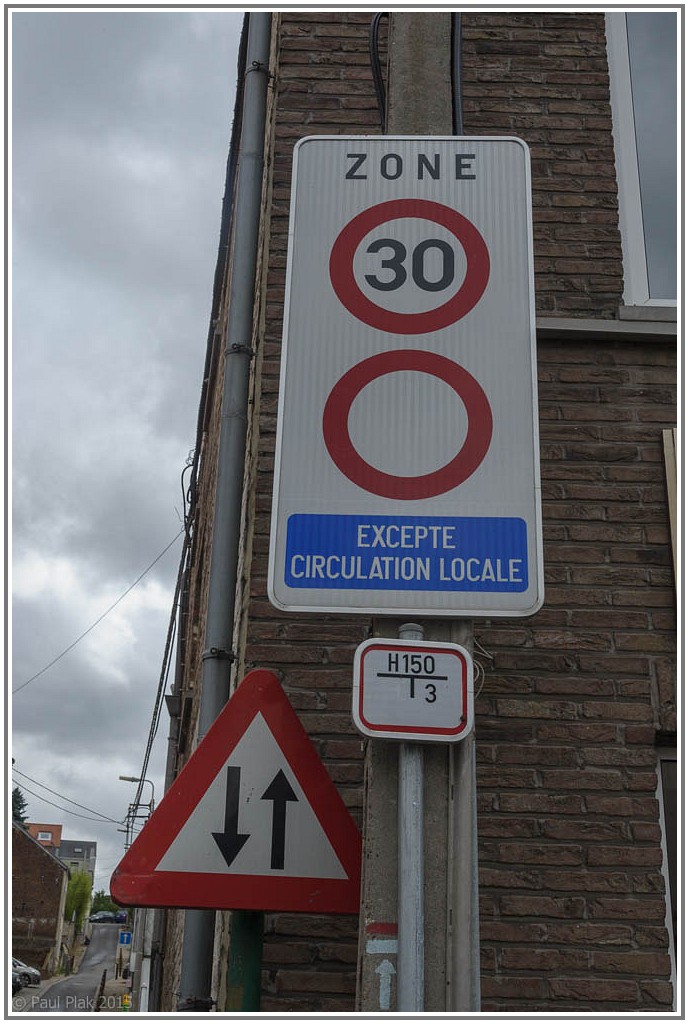 ZONE
30
EXCEPTE
CIRCULATION LOCALE
H150
3
© Paul Plak 2015